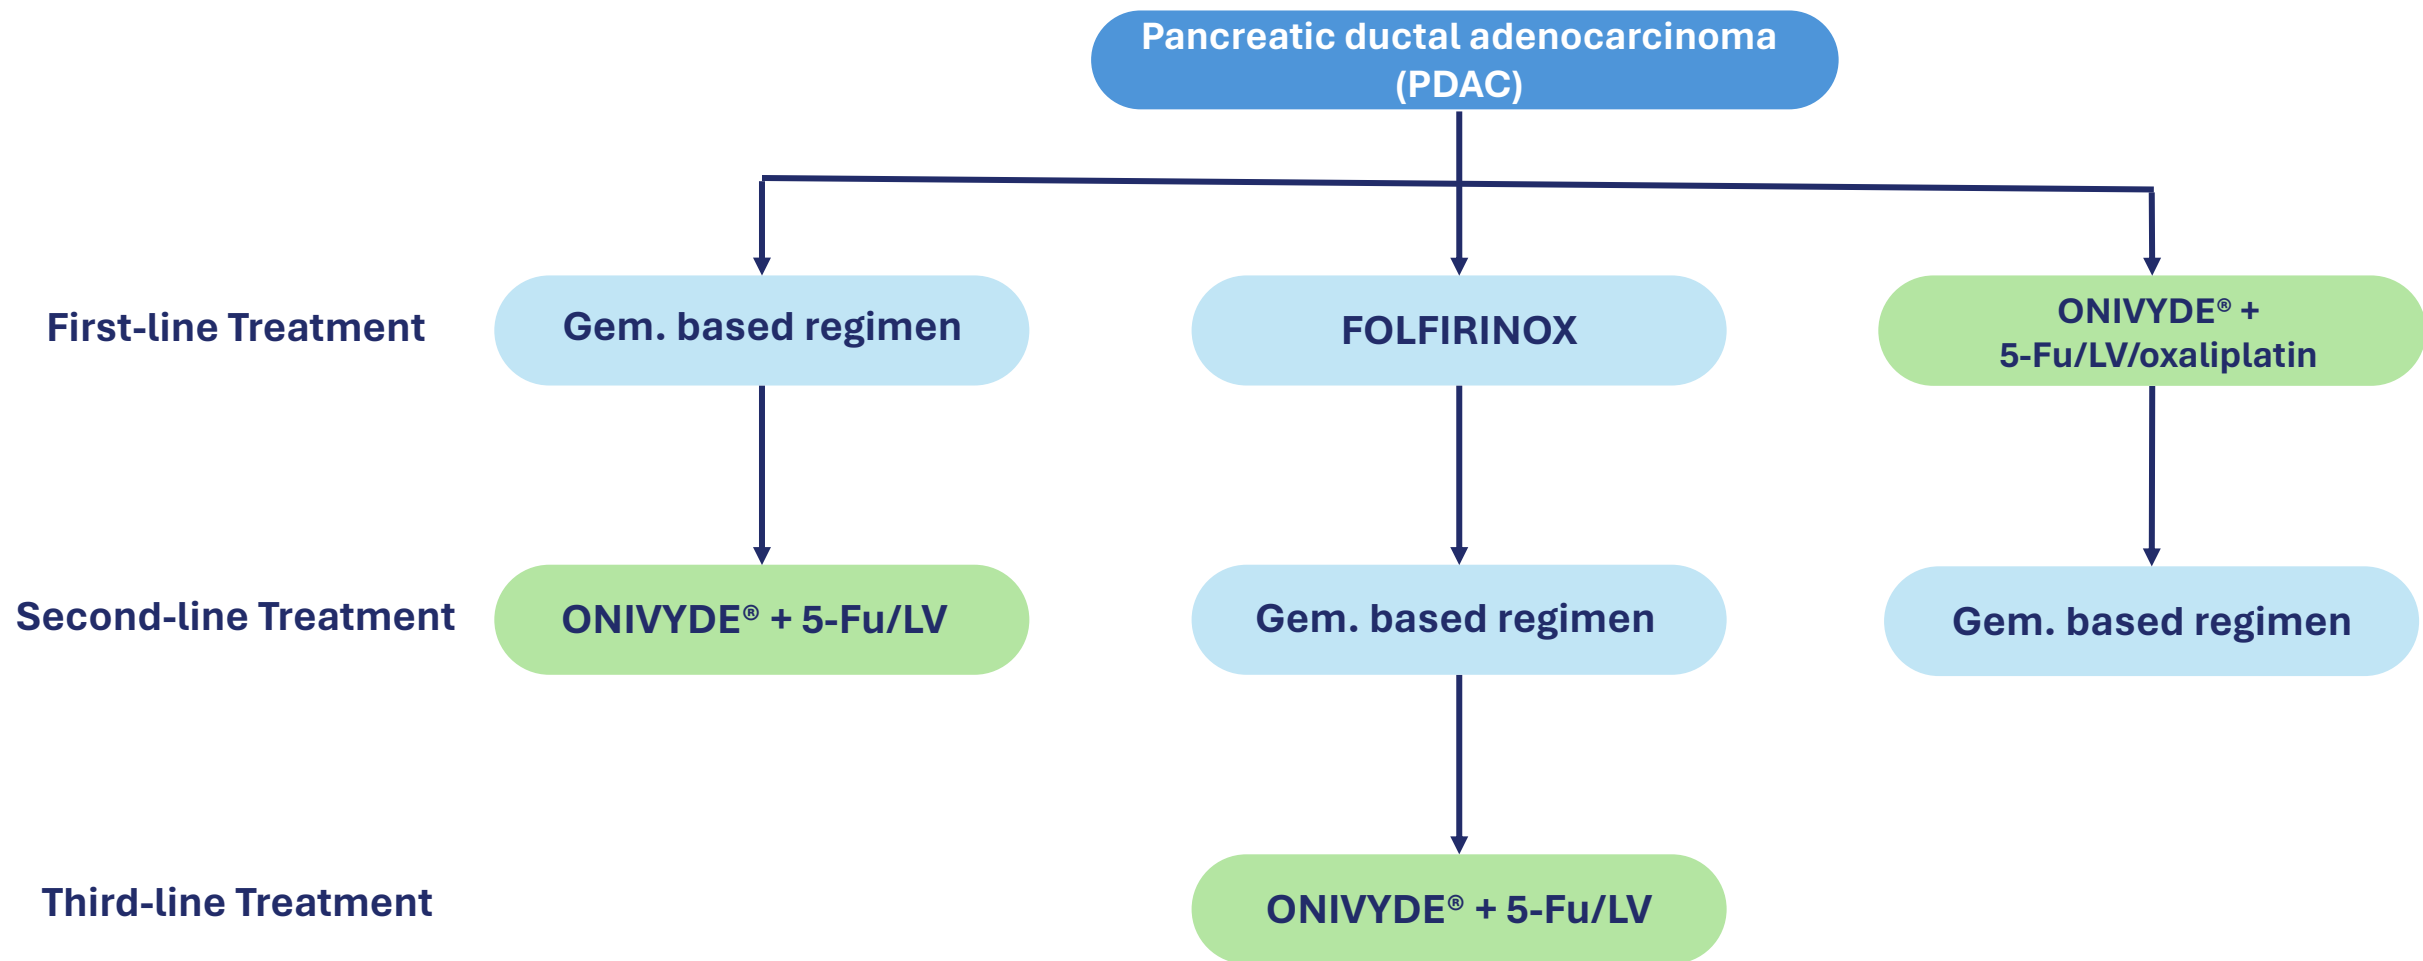 Pancreatic ductal adenocarcinoma
(PDAC)
First-line Treatment
Gem. based regimen
FOLFIRINOX
ONIVYDE® +
5-Fu/LV/oxaliplatin
Second-line Treatment
ONIVYDE® + 5-Fu/LV
Gem. based regimen
Gem. based regimen
Third-line Treatment
ONIVYDE® + 5-Fu/LV